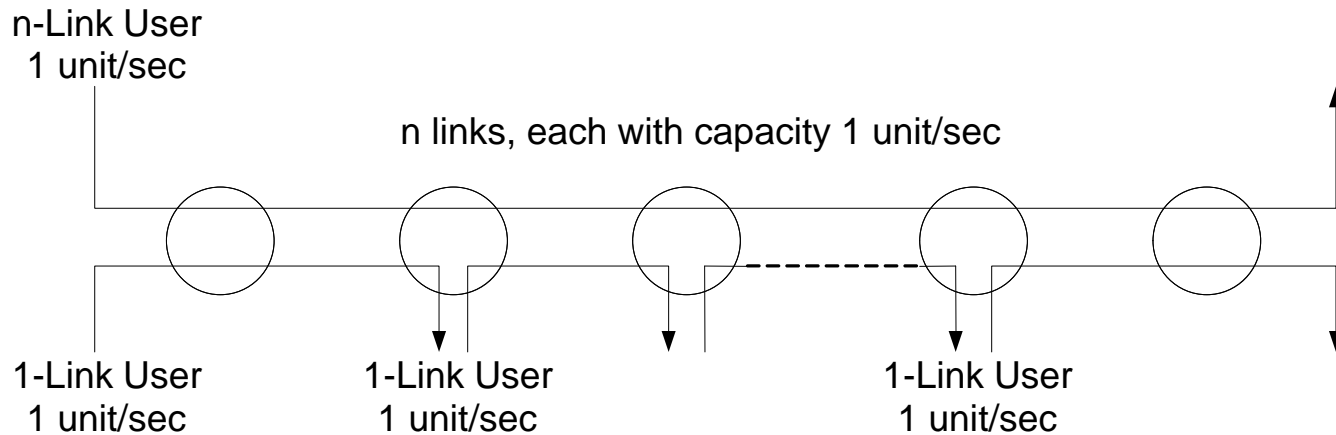 n-Link User
1 unit/sec
n links, each with capacity 1 unit/sec
1-Link User
1 unit/sec
1-Link User
1 unit/sec
1-Link User
1 unit/sec